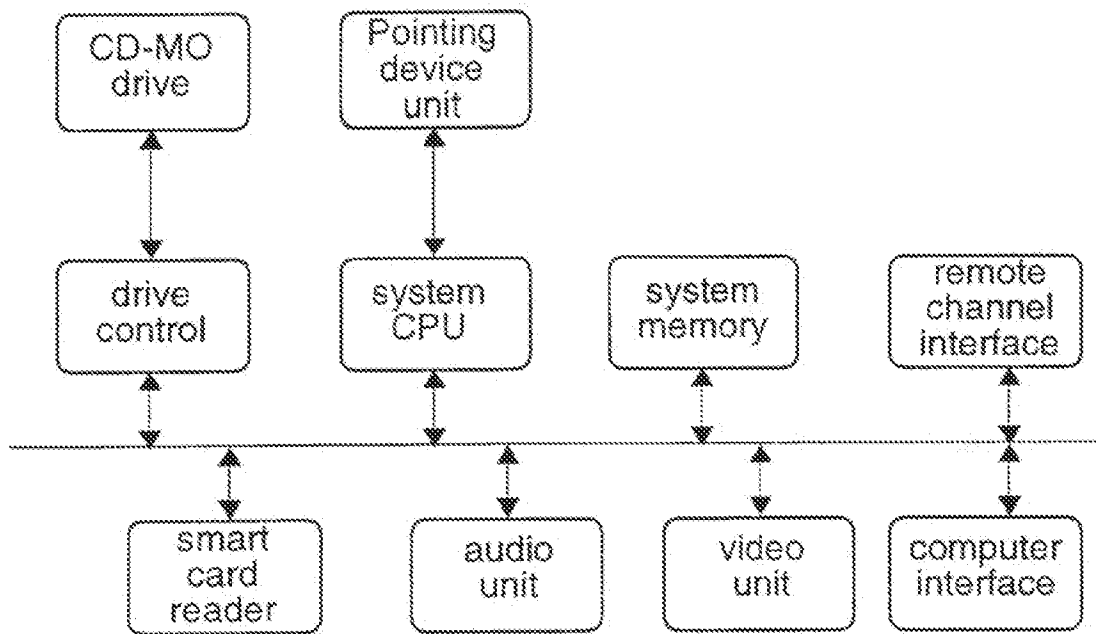 CD-MO
drive
Pointing
device
unit
drive
control
system
CPU
system
memory
remote
channel
interface
smart
card
reader
audio
unit
video
unit
computer
interface